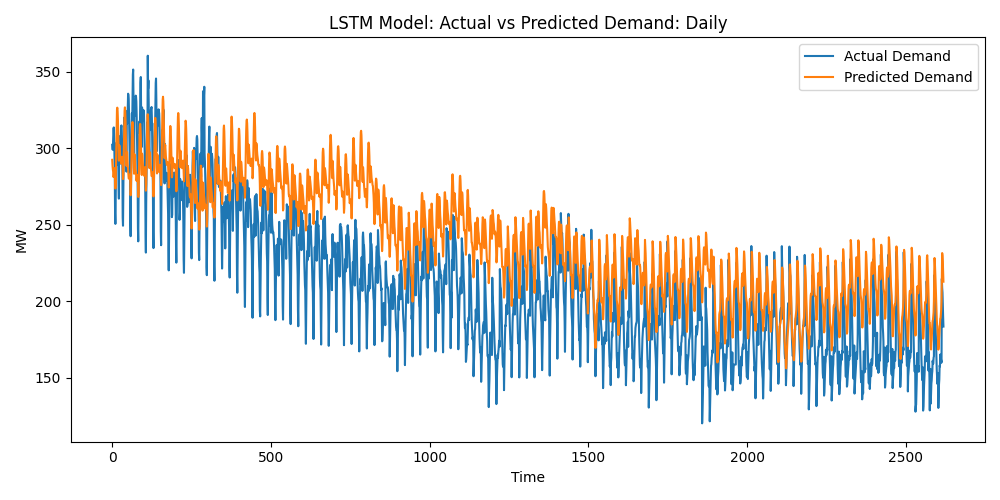 LSTM Model: Actual vs Predicted Demand: Daily
Actual Demand
Predicted Demand
MW
350
300
250
200
150
0 500 1000 1500 2000 2500
Time